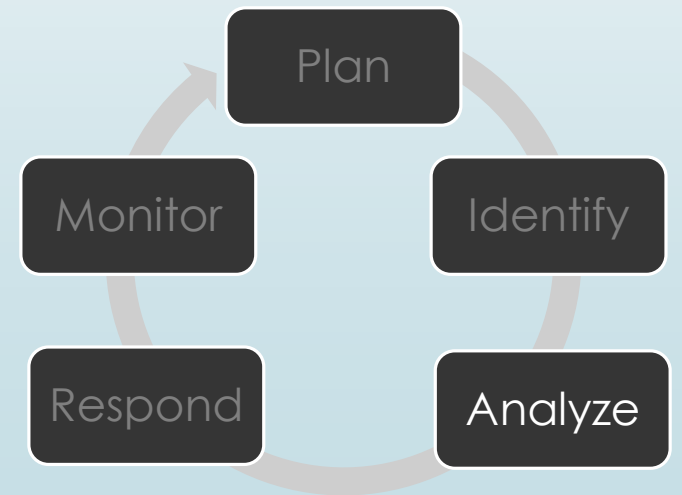 Plan
Identify
Analyze
Respond
Monitor